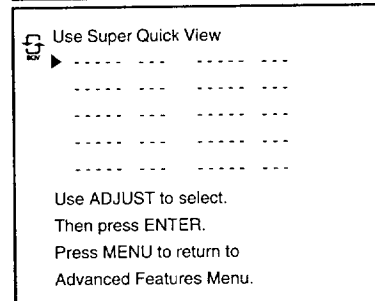 Use Super Quick View
SQV
▶ ----- --- ----- ---
----- --- ----- ---
----- --- ----- ---
----- --- ----- ---
----- --- ----- ---
Use ADJUST to select.
Then press ENTER.
Press MENU to return to
Advanced Features Menu.